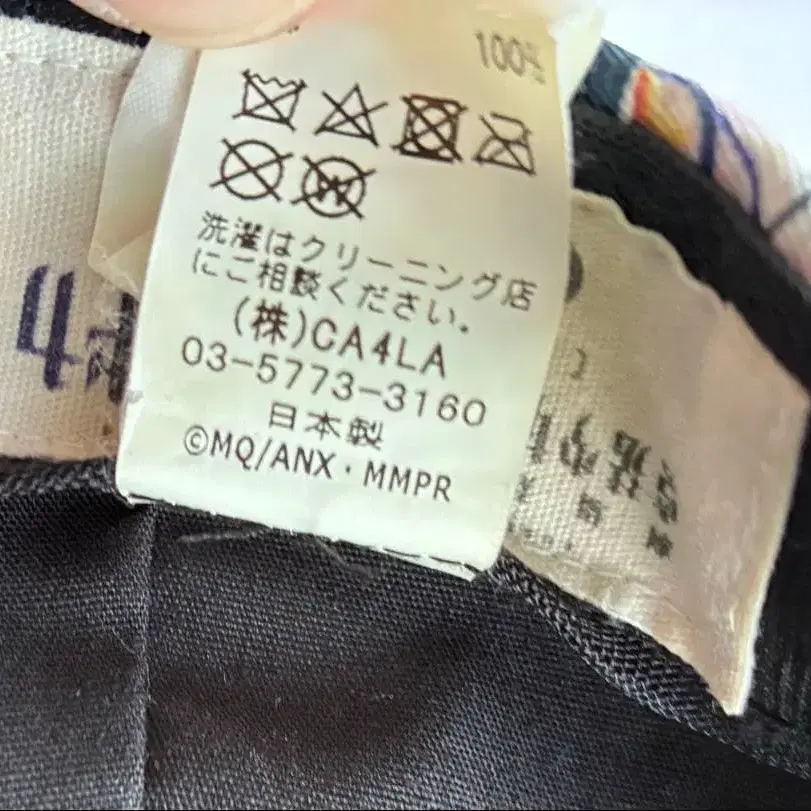 100%
洗濯はクリーニング店
にご相談ください。
(株)CA4LA
03-5773-3160
日本製
©MQ/ANX・MMPR